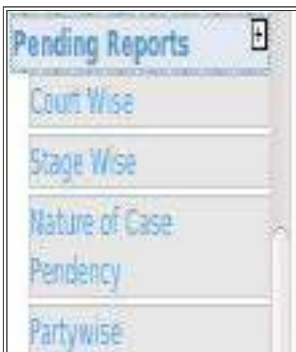 Pending Reports
Court Wise
Stage Wise
Nature of Case
Pendency
Partywise